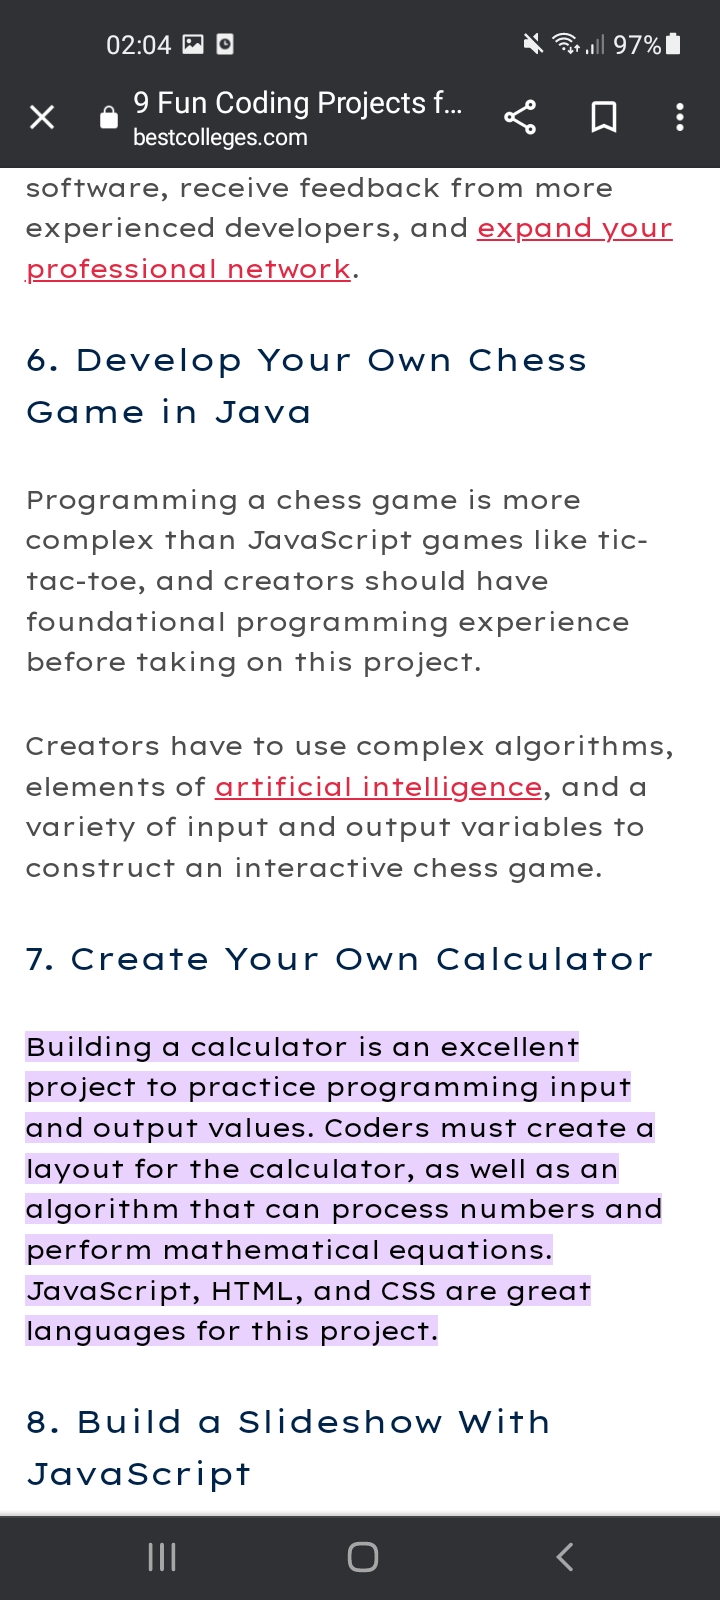 02:04
97%
9 Fun Coding Projects f...
bestcolleges.com
software, receive feedback from more
experienced developers, and expand your
professional network.
6. Develop Your Own Chess
Game in Java
Programming a chess game is more
complex than JavaScript games like tic-
tac-toe, and creators should have
foundational programming experience
before taking on this project.
Creators have to use complex algorithms,
elements of artificial intelligence, and a
variety of input and output variables to
construct an interactive chess game.
7. Create Your Own Calculator
Building a calculator is an excellent
project to practice programming input
and output values. Coders must create a
layout for the calculator, as well as an
algorithm that can process numbers and
perform mathematical equations.
JavaScript, HTML, and CSS are great
languages for this project.
8. Build a Slideshow With
JavaScript